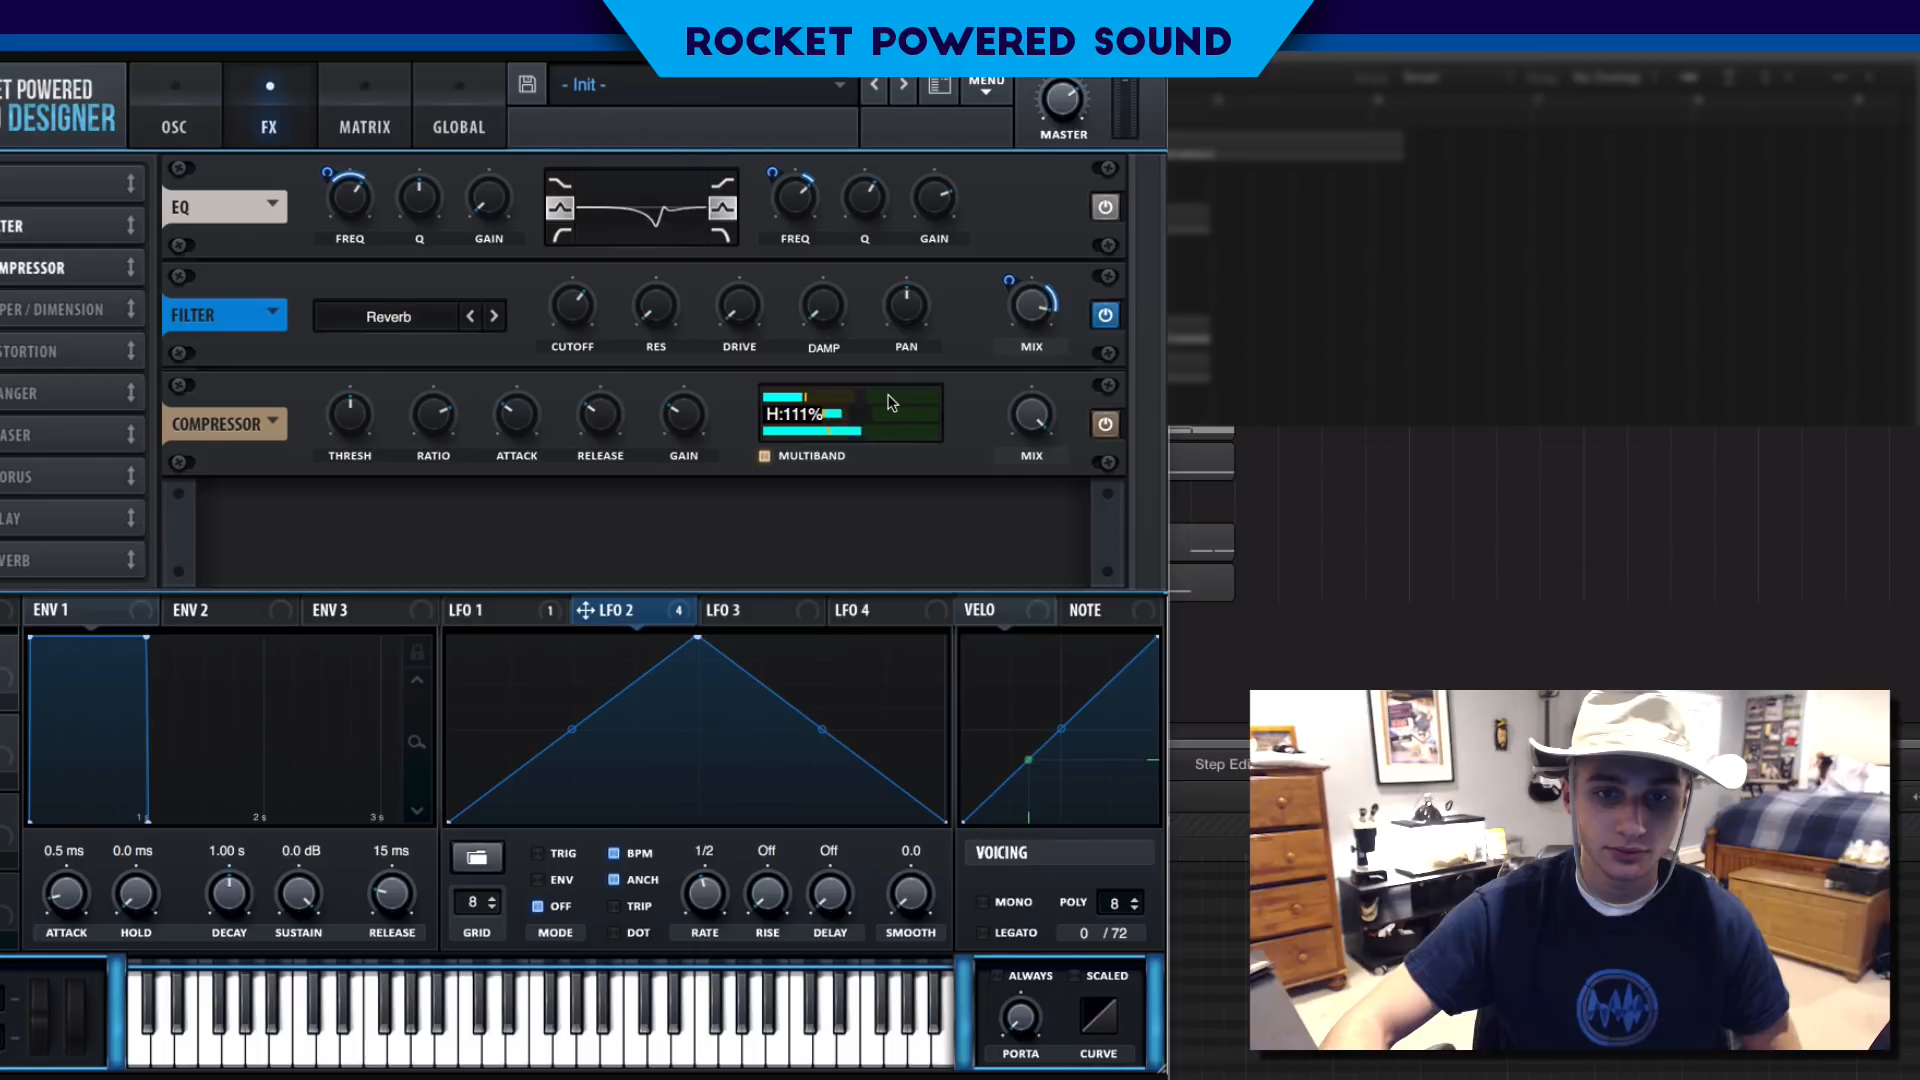 ROCKET POWERED SOUND
ET POWERED
DESIGNER
OSC
FX
MATRIX
GLOBAL
- Init -
MENU
MASTER
TER
MPRESSOR
PER / DIMENSION
STORTION
ANGER
ASER
ORUS
LAY
VERB
EQ
FREQ
Q
GAIN
FREQ
Q
GAIN
FILTER
Reverb
CUTOFF
RES
DRIVE
DAMP
PAN
MIX
COMPRESSOR
THRESH
RATIO
ATTACK
RELEASE
GAIN
H:111%
MULTIBAND
MIX
ENV 1
ENV 2
ENV 3
LFO 1
1
LFO 2
4
LFO 3
LFO 4
VELO
NOTE
1 s
2 s
3 s
0.5 ms
0.0 ms
1.00 s
0.0 dB
15 ms
ATTACK
HOLD
DECAY
SUSTAIN
RELEASE
8
GRID
TRIG
ENV
OFF
MODE
BPM
ANCH
TRIP
DOT
1/2
Off
Off
0.0
RATE
RISE
DELAY
SMOOTH
VOICING
MONO
POLY
8
LEGATO
0 / 72
ALWAYS
SCALED
PORTA
CURVE
Step Edi